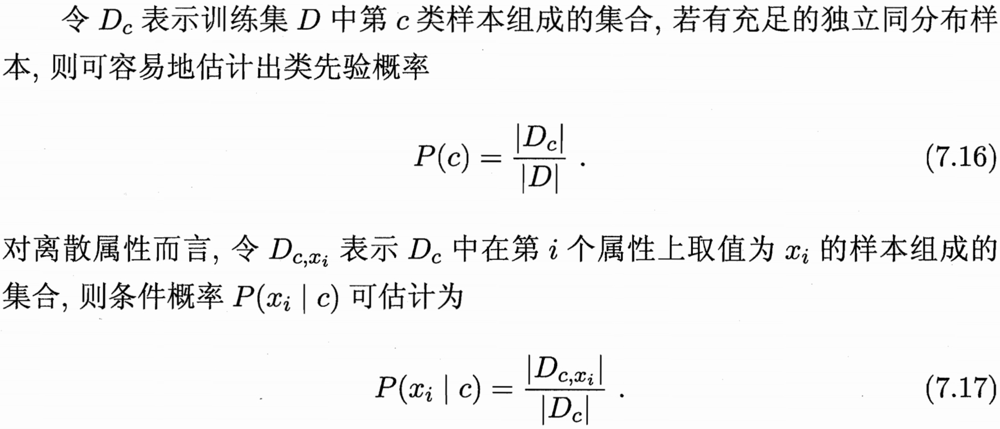 令 $D_c$ 表示训练集 $D$ 中第 $c$ 类样本组成的集合, 若有充足的独立同分布样
本, 则可容易地估计出类先验概率
$P(c) = \frac{|D_c|}{|D|}$ . (7.16)
对离散属性而言, 令 $D_{c,x_i}$ 表示 $D_c$ 中在第 $i$ 个属性上取值为 $x_i$ 的样本组成的
集合, 则条件概率 $P(x_i \mid c)$ 可估计为
$P(x_i \mid c) = \frac{|D_{c,x_i}|}{|D_c|}$ . (7.17)